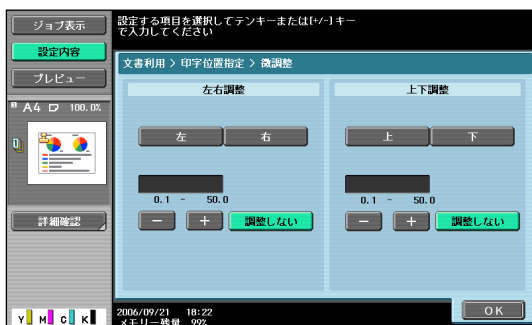 ジョブ表示
設定する項目を選択してテンキーまたは[+/-]キー
で入力してください
設定内容
プレビュー
文書利用 > 印字位置指定 > 微調整
左右調整
上下調整
A4 100.0%
左
右
上
下
0.1 - 50.0
0.1 - 50.0
- + 調整しない
- + 調整しない
詳細確認
Y M C K
2006/09/21 18:22
メモリー残量 99%
OK